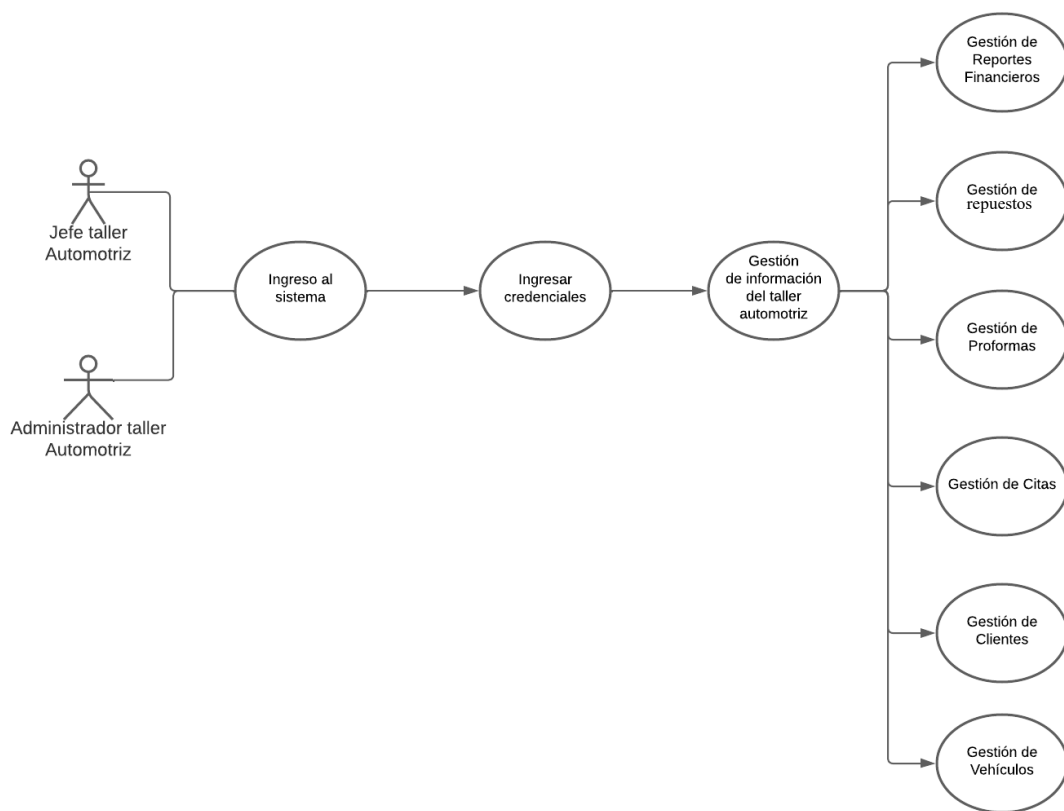 Jefe taller
Automotriz
Administrador taller
Automotriz
Ingreso al
sistema
Ingresar
credenciales
Gestión
de información
del taller
automotriz
Gestión de
Reportes
Financieros
Gestión de
repuestos
Gestión de
Proformas
Gestión de Citas
Gestión de
Clientes
Gestión de
Vehículos